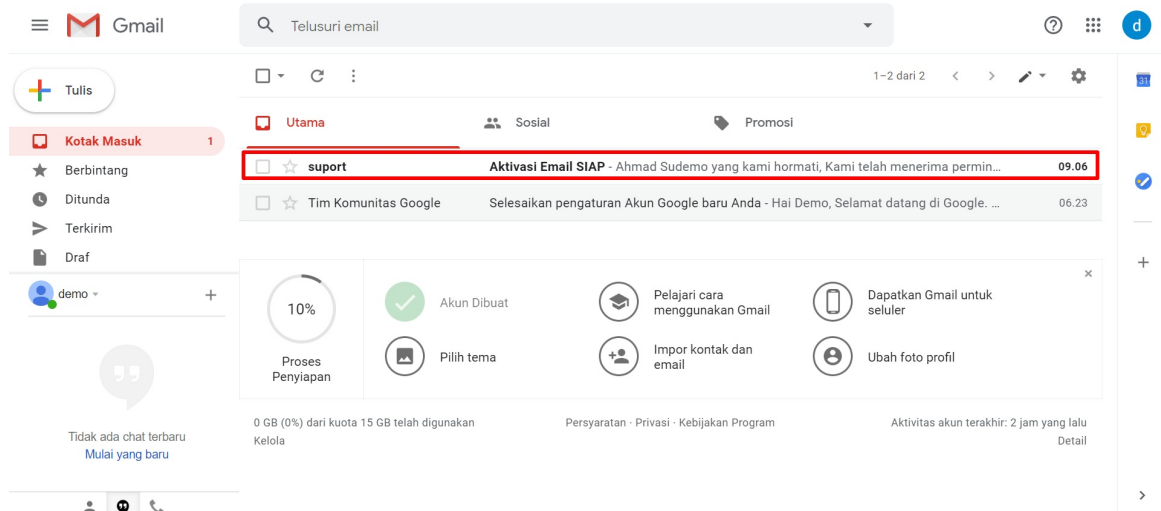 Gmail
Telusuri email
d
Tulis
1–2 dari 2
31
Utama
Sosial
Promosi
Kotak Masuk 1
suport Aktivasi Email SIAP - Ahmad Sudemo yang kami hormati, Kami telah menerima permin... 09.06
Berbintang
Ditunda
Tim Komunitas Google Selesaikan pengaturan Akun Google baru Anda - Hai Demo, Selamat datang di Google. ... 06.23
Terkirim
Draf
demo
10%
Proses
Penyiapan
Akun Dibuat
Pelajari cara
menggunakan Gmail
Dapatkan Gmail untuk
seluler
Pilih tema
Impor kontak dan
email
Ubah foto profil
Tidak ada chat terbaru
Mulai yang baru
0 GB (0%) dari kuota 15 GB telah digunakan
Kelola
Persyaratan · Privasi · Kebijakan Program
Aktivitas akun terakhir: 2 jam yang lalu
Detail